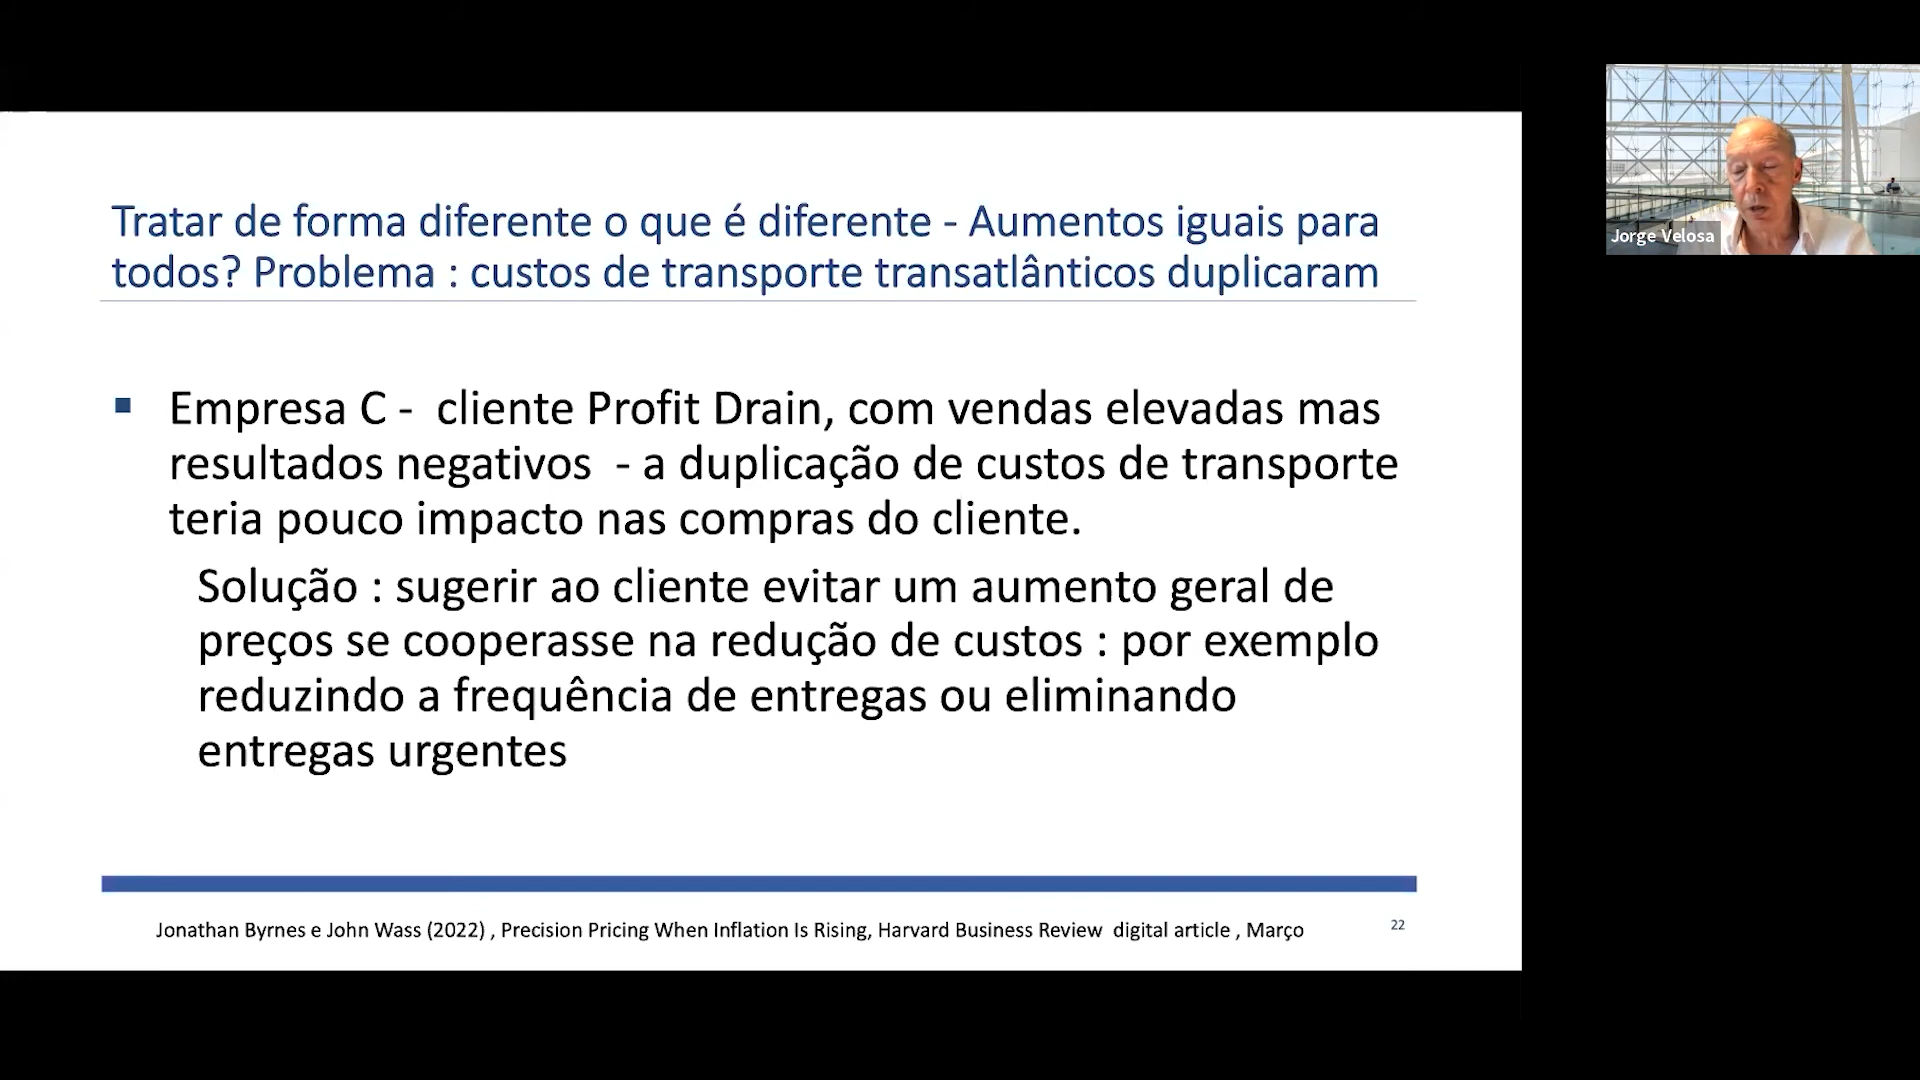 Tratar de forma diferente o que é diferente - Aumentos iguais para
todos? Problema : custos de transporte transatlânticos duplicaram
▪ Empresa C - cliente Profit Drain, com vendas elevadas mas
resultados negativos - a duplicação de custos de transporte
teria pouco impacto nas compras do cliente.
Solução : sugerir ao cliente evitar um aumento geral de
preços se cooperasse na redução de custos : por exemplo
reduzindo a frequência de entregas ou eliminando
entregas urgentes
Jonathan Byrnes e John Wass (2022) , Precision Pricing When Inflation Is Rising, Harvard Business Review digital article , Março
22
Jorge Velosa